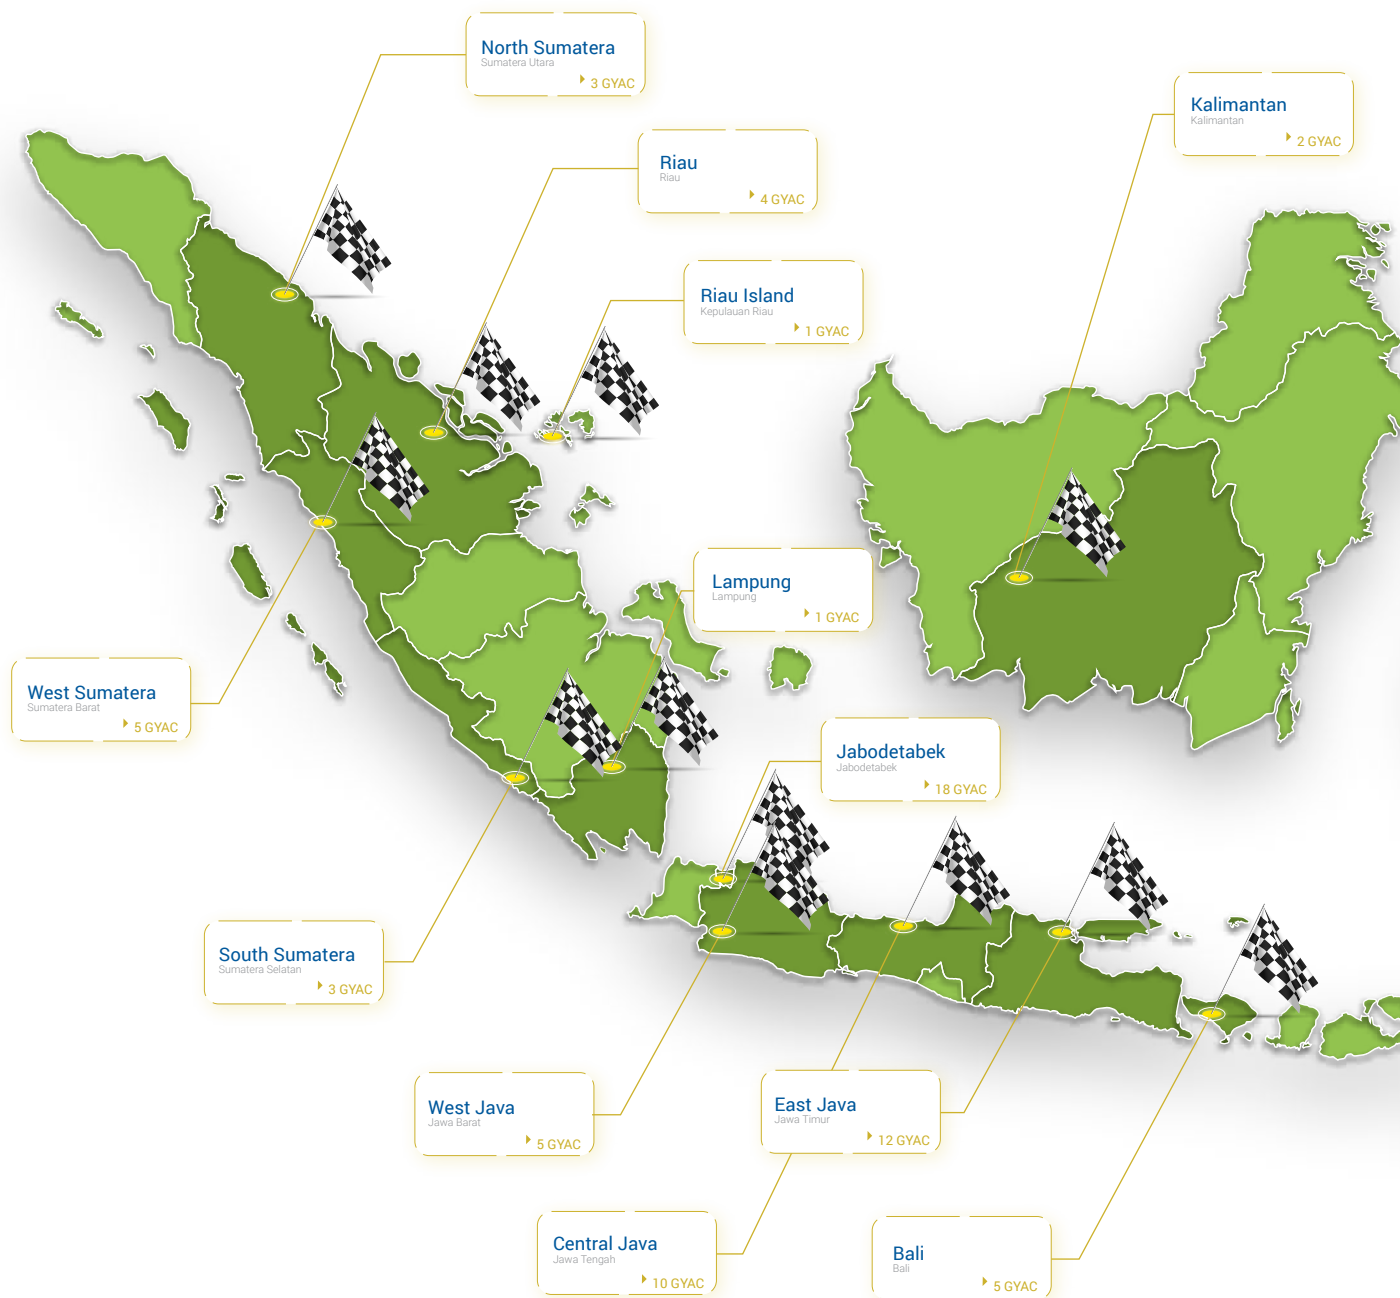 North Sumatera
Sumatera Utara
3 GYAC
Kalimantan
Kalimantan
2 GYAC
Riau
Riau
4 GYAC
Riau Island
Kepulauan Riau
1 GYAC
Lampung
Lampung
1 GYAC
West Sumatera
Sumatera Barat
5 GYAC
Jabodetabek
Jabodetabek
18 GYAC
South Sumatera
Sumatera Selatan
3 GYAC
West Java
Jawa Barat
5 GYAC
East Java
Jawa Timur
12 GYAC
Central Java
Jawa Tengah
10 GYAC
Bali
Bali
5 GYAC